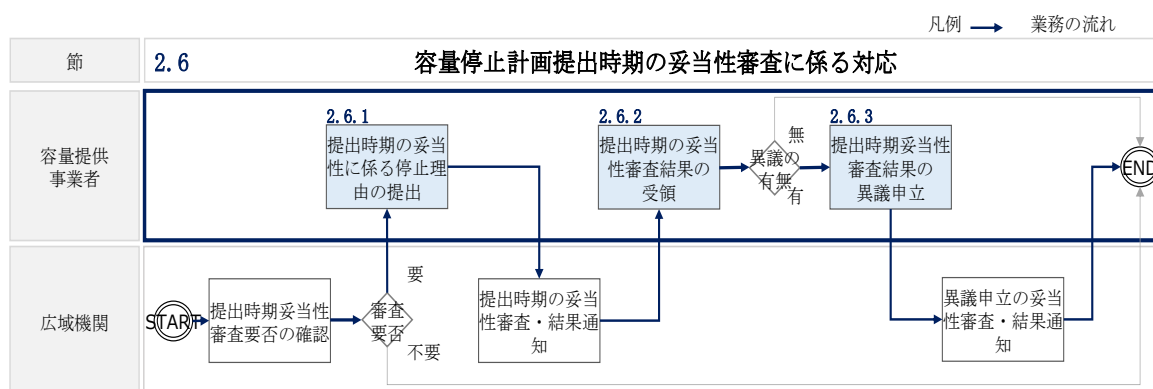 凡例 業務の流れ
節
2.6 容量停止計画提出時期の妥当性審査に係る対応
容量提供
事業者
2.6.1
提出時期の妥当
性に係る停止理
由の提出
2.6.2
提出時期の妥当
性審査結果の
受領
異議の
有無
無
有
2.6.3
提出時期妥当性
審査結果の
異議申立
END
広域機関
START
提出時期妥当性
審査要否の確認
審査
要否
要
不要
提出時期の妥当
性審査・結果通
知
異議申立の妥当
性審査・結果通
知